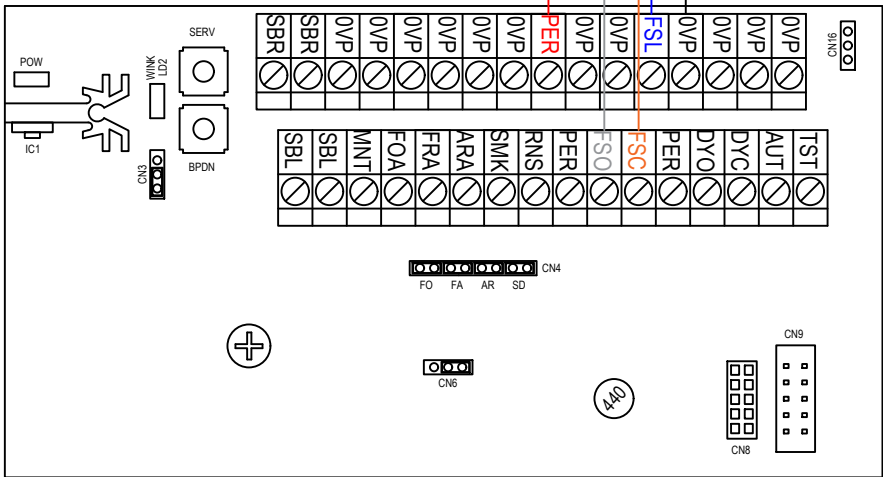 SBR SBR 0VP 0VP 0VP 0VP 0VP 0VP PER 0VP 0VP FSL 0VP 0VP 0VP 0VP
SERV
POW
WINK
LD2
CN16
IC1
BPDN
CN3
SBL SBL MNT FOA FRA ARA SMK RNS PER FSO FSC PER DYO DYC AUT TST
CN4
FO FA AR SD
CN9
CN6
440
CN8